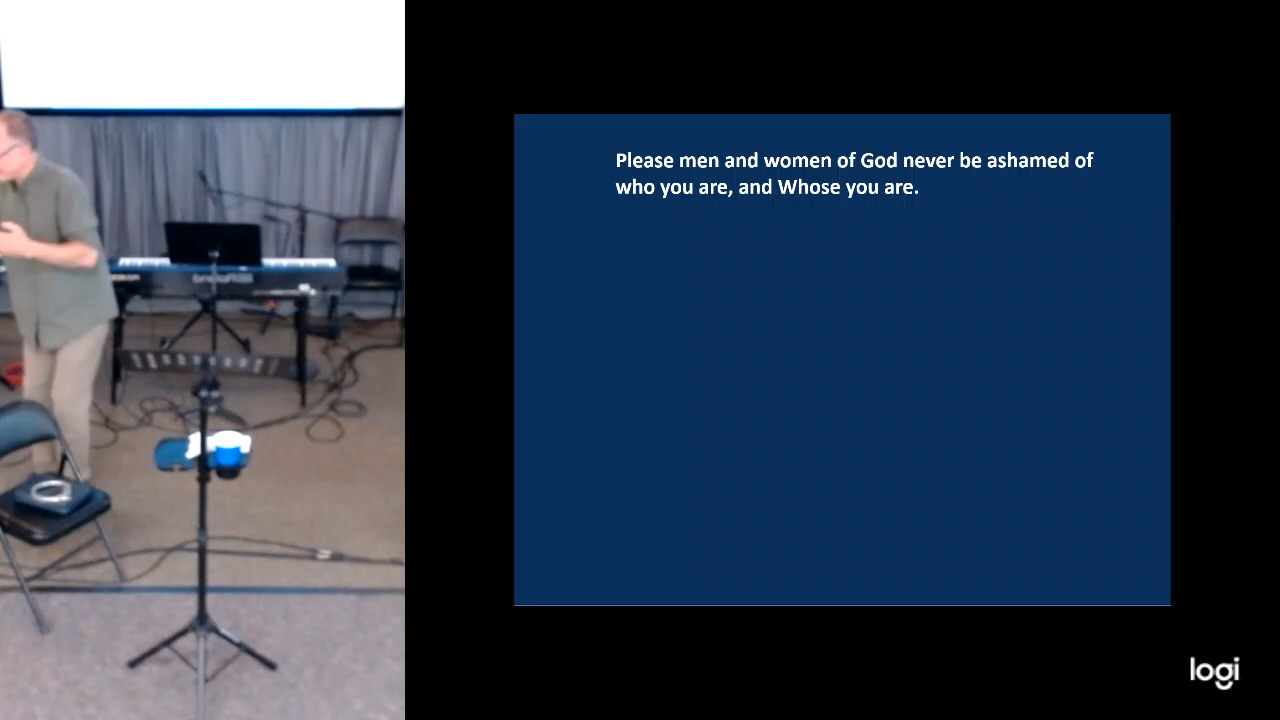 Please men and women of God never be ashamed of
who you are, and Whose you are.
logi